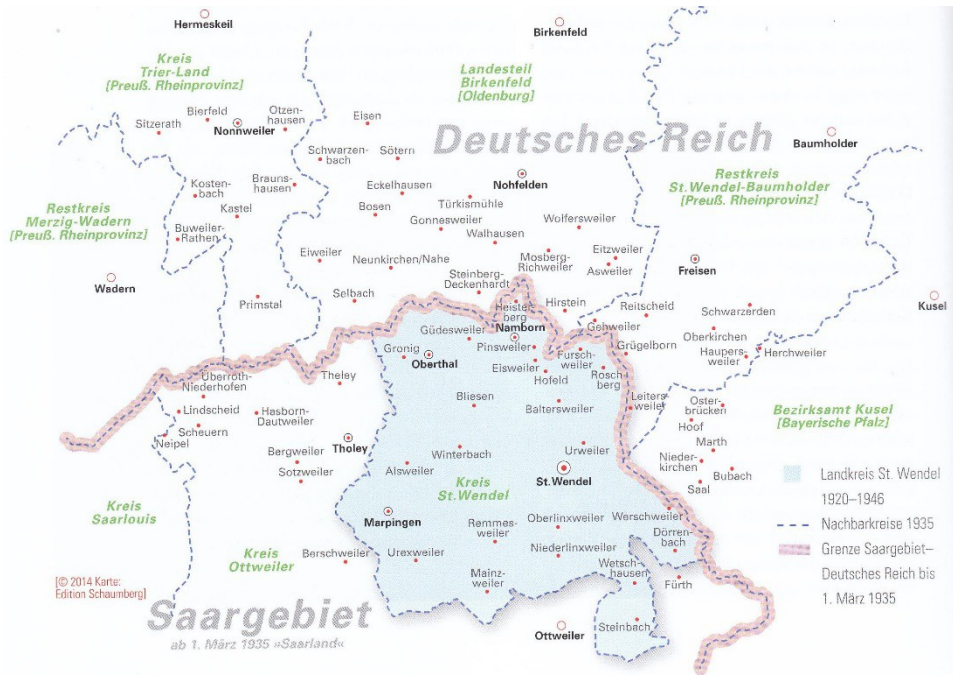 Hermeskeil
Birkenfeld
Kreis
Trier-Land
[Preuß. Rheinprovinz]
Landesteil
Birkenfeld
[Oldenburg]
Deutsches Reich
Bierfeld
Otzen-
hausen
Sitzerath
Nonnweiler
Eisen
Baumholder
Schwarzen-
bach
Sötern
Restkreis
St.Wendel-Baumholder
[Preuß. Rheinprovinz]
Nohfelden
Kosten-
bach
Brauns-
hausen
Eckelhausen
Türkismühle
Restkreis
Merzig-Wadern
[Preuß. Rheinprovinz]
Kastel
Bosen
Gonnesweiler
Wolfersweiler
Buweiler-
Rathen
Walhausen
Eiweiler
Neunkirchen/Nahe
Mosberg-
Richweiler
Eitzweiler
Asweiler
Freisen
Wadern
Steinberg-
Deckenhardt
Primstal
Selbach
Heister-
berg
Hirstein
Reitscheid
Schwarzerden
Kusel
Güdesweiler
Namborn
Gehweiler
Oberkirchen
Gronig
Oberthal
Pinsweiler
Fursch-
weiler
Grügelborn
Haupers-
weiler
Herchweiler
Eisweiler
Hofeld
Rosch-
berg
Überroth-
Niederhofen
Theley
Lindscheid
Hasborn-
Dautweiler
Bliesen
Baltersweiler
Leiters-
weiler
Oster-
brücken
Hoof
Bezirksamt Kusel
[Bayerische Pfalz]
Scheuern
Neipel
Tholey
Marth
Bergweiler
Sotzweiler
Winterbach
Urweiler
Nieder-
kirchen
Bubach
Alsweiler
St.Wendel
Saal
Kreis
St.Wendel
Landkreis St. Wendel
1920–1946
Kreis
Saarlouis
Marpingen
Remmes-
weiler
Oberlinxweiler
Werschweiler
Nachbarkreise 1935
Kreis
Ottweiler
Berschweiler
Urexweiler
Niederlinxweiler
Dörren-
bach
Grenze Saargebiet–
Deutsches Reich bis
1. März 1935
Wetsch-
hausen
Mainz-
weiler
Fürth
[© 2014 Karte:
Edition Schaumberg]
Saargebiet
ab 1. März 1935 »Saarland«
Ottweiler
Steinbach